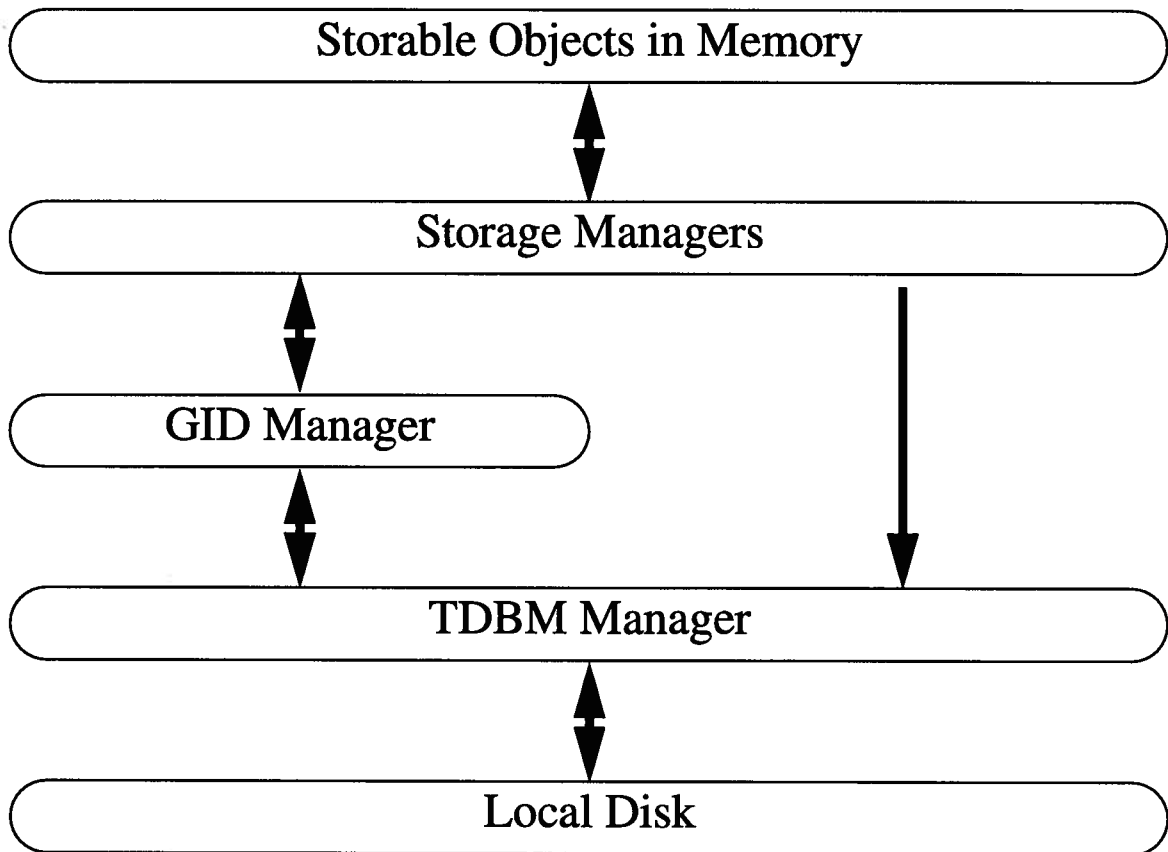 Storable Objects in Memory
Storage Managers
GID Manager
TDBM Manager
Local Disk